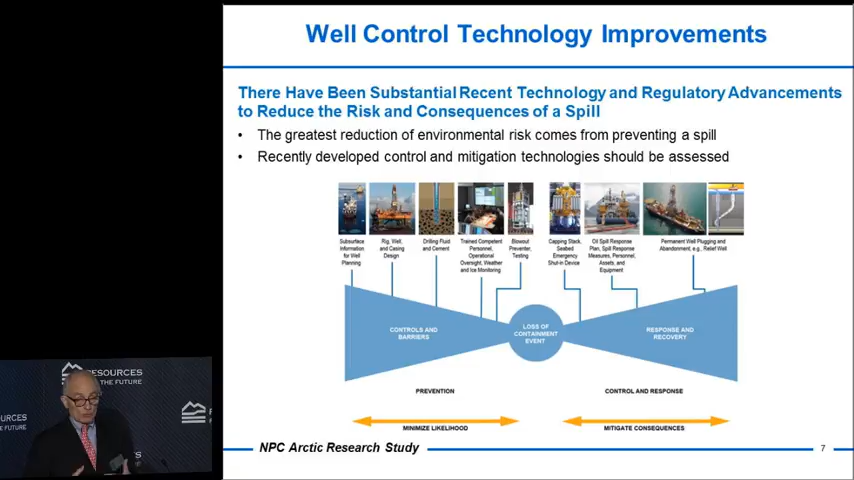 Well Control Technology Improvements
There Have Been Substantial Recent Technology and Regulatory Advancements
to Reduce the Risk and Consequences of a Spill
• The greatest reduction of environmental risk comes from preventing a spill
• Recently developed control and mitigation technologies should be assessed
Subsurface
Information
for Well
Planning
Rig, Well,
and Casing
Design
Drilling Fluid
and Cement
Trained Competent
Personnel,
Operational
Oversight, Weather
and Ice Monitoring
Blowout
Preventer,
Testing
Capping Stack,
Seabed
Emergency
Shut-in Device
Oil Spill Response
Plan, Spill Response
Measures, Personnel,
Assets, and
Equipment
Permanent Well Plugging and
Abandonment, e.g., Relief Well
CONTROLS AND
BARRIERS
LOSS OF
CONTAINMENT
EVENT
RESPONSE AND
RECOVERY
PREVENTION
CONTROL AND RESPONSE
MINIMIZE LIKELIHOOD
MITIGATE CONSEQUENCES
NPC Arctic Research Study
7
RESOURCES
THE FUTURE
OURCES
E FUTURE